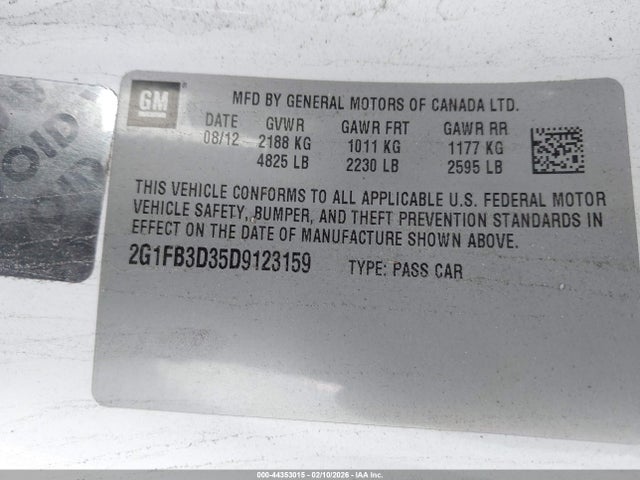 VOID
VOID
GM
MFD BY GENERAL MOTORS OF CANADA LTD.
DATE GVWR GAWR FRT GAWR RR
08/12 2188 KG 1011 KG 1177 KG
4825 LB 2230 LB 2595 LB
THIS VEHICLE CONFORMS TO ALL APPLICABLE U.S. FEDERAL MOTOR
VEHICLE SAFETY, BUMPER, AND THEFT PREVENTION STANDARDS IN
EFFECT ON THE DATE OF MANUFACTURE SHOWN ABOVE.
2G1FB3D35D9123159 TYPE: PASS CAR
000-44353015 - 02/10/2026 - IAA Inc.